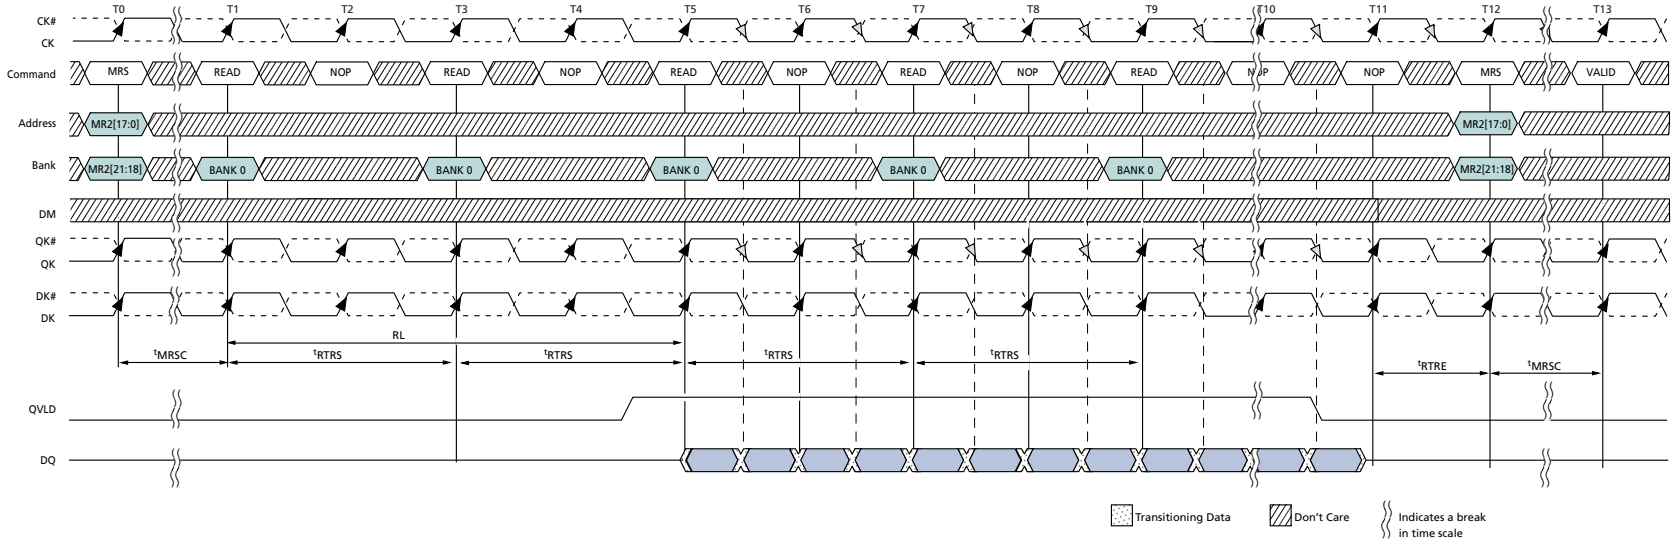 T0 T1 T2 T3 T4 T5 T6 T7 T8 T9 T10 T11 T12 T13
CK#
CK
Command MRS READ NOP READ NOP READ NOP READ NOP READ NOP NOP MRS VALID
Address MR2[17:0] MR2[17:0]
Bank MR2[21:18] BANK 0 BANK 0 BANK 0 BANK 0 BANK 0 MR2[21:18]
DM
QK#
QK
DK#
DK
RL
tMRSC tRTRS tRTRS tRTRS tRTRS
tRTRE tMRSC
QVLD
DQ
Transitioning Data Don't Care Indicates a break
in time scale